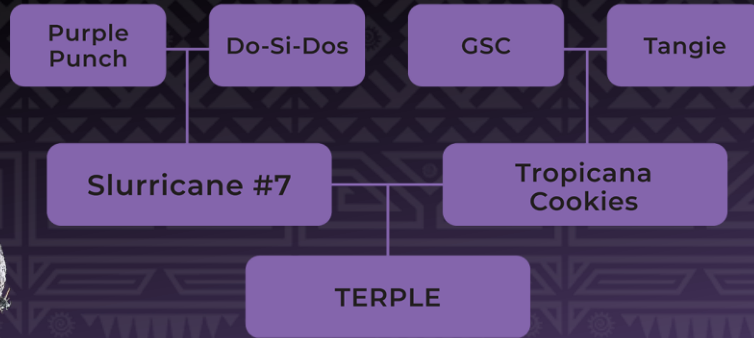 Purple
Punch
Do-Si-Dos
GSC
Tangie
Slurricane #7
Tropicana
Cookies
TERPLE